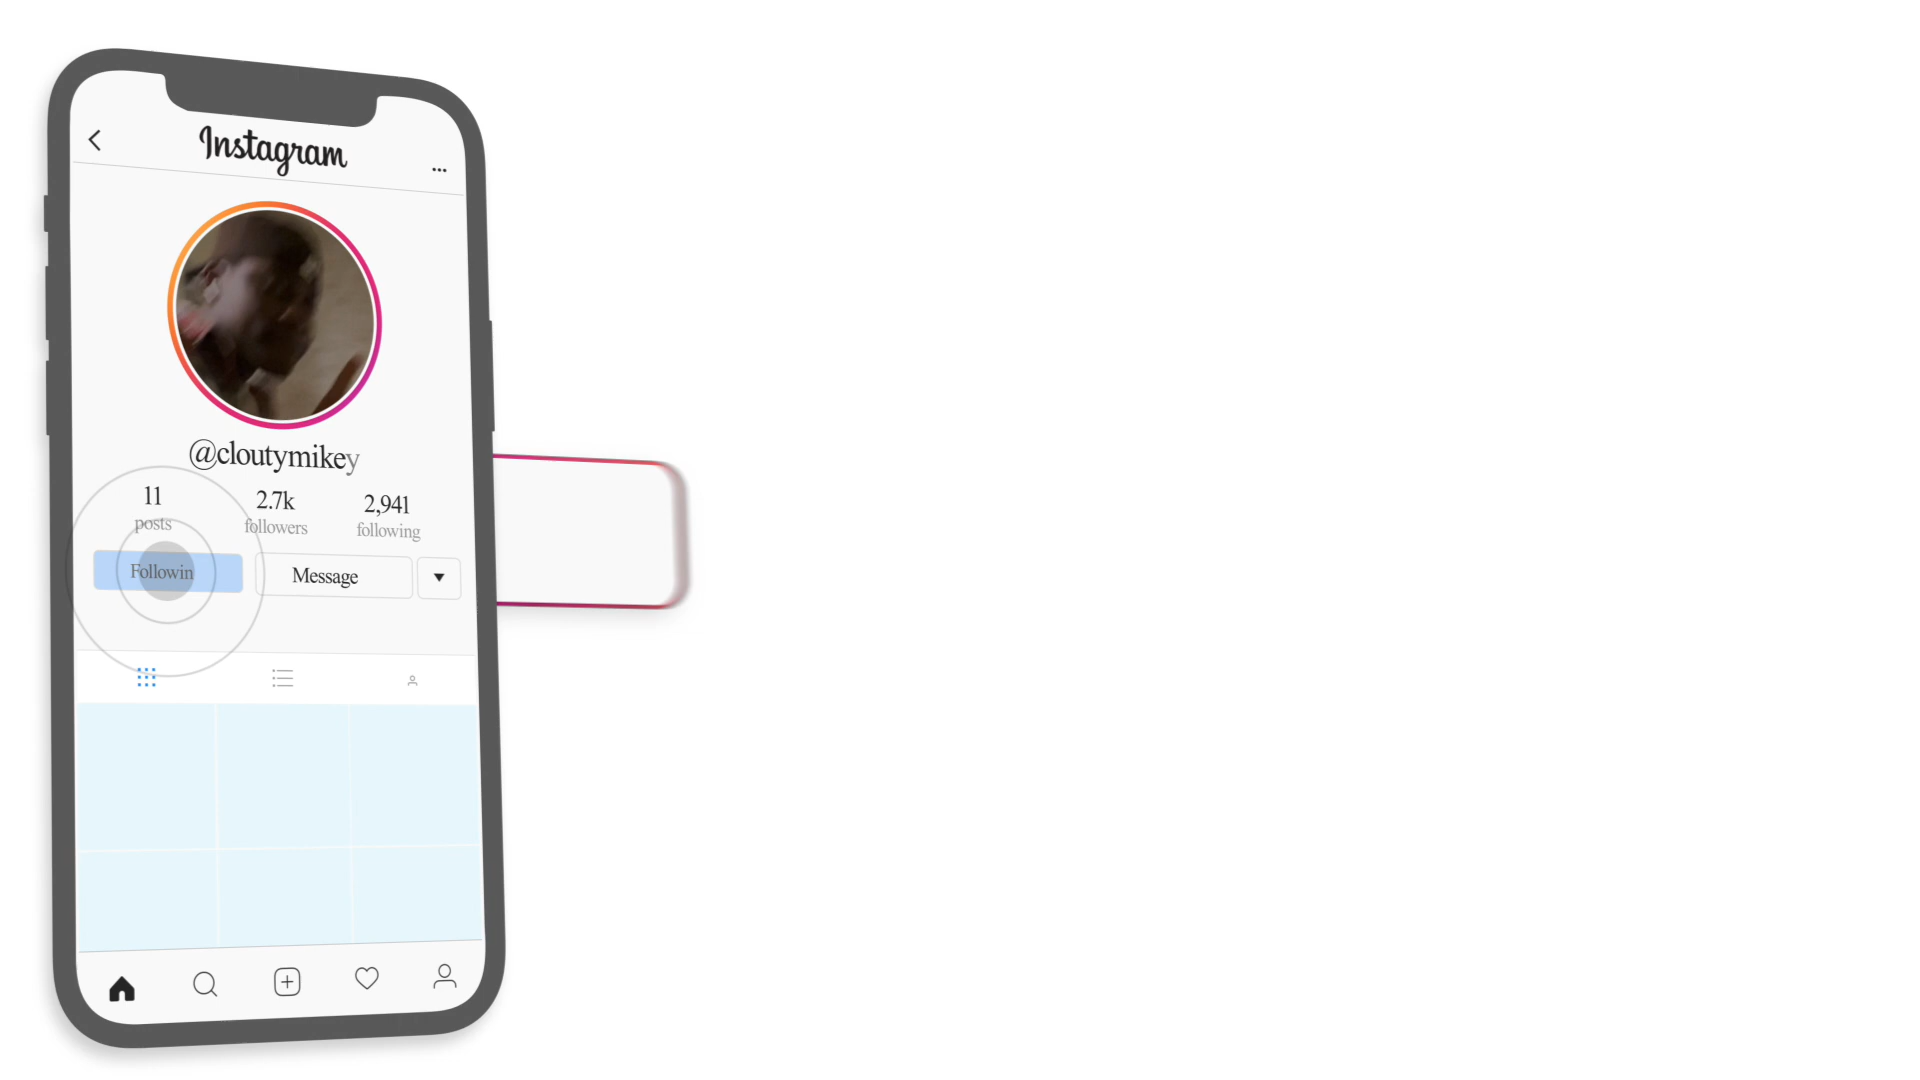 Instagram
@cloutymikey
11 2.7k 2,941
posts followers following
Followin Message